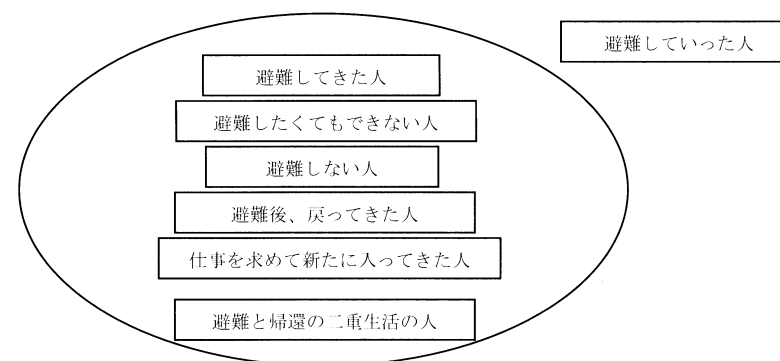 避難していった人
避難してきた人
避難したくてもできない人
避難しない人
避難後、戻ってきた人
仕事を求めて新たに入ってきた人
避難と帰還の二重生活の人